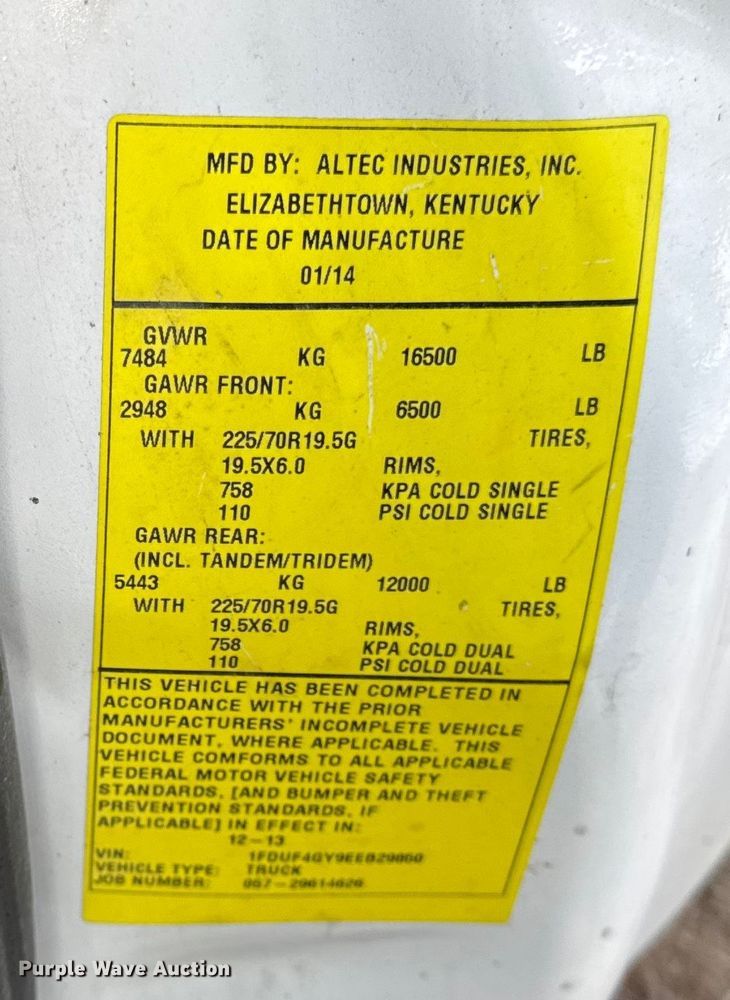 MFD BY: ALTEC INDUSTRIES, INC.
ELIZABETHTOWN, KENTUCKY
DATE OF MANUFACTURE
01/14
GVWR
7484 KG 16500 LB
GAWR FRONT:
2948 KG 6500 LB
WITH 225/70R19.5G TIRES,
19.5X6.0 RIMS,
758 KPA COLD SINGLE
110 PSI COLD SINGLE
GAWR REAR:
(INCL. TANDEM/TRIDEM)
5443 KG 12000 LB
WITH 225/70R19.5G TIRES,
19.5X6.0 RIMS,
758 KPA COLD DUAL
110 PSI COLD DUAL
THIS VEHICLE HAS BEEN COMPLETED IN
ACCORDANCE WITH THE PRIOR
MANUFACTURERS' INCOMPLETE VEHICLE
DOCUMENT, WHERE APPLICABLE. THIS
VEHICLE COMFORMS TO ALL APPLICABLE
FEDERAL MOTOR VEHICLE SAFETY
STANDARDS, [AND BUMPER AND THEFT
PREVENTION STANDARDS, IF
APPLICABLE] IN EFFECT IN:
12-13
VIN:
VEHICLE TYPE: TRUCK
JOB NUMBER:
Purple Wave Auction